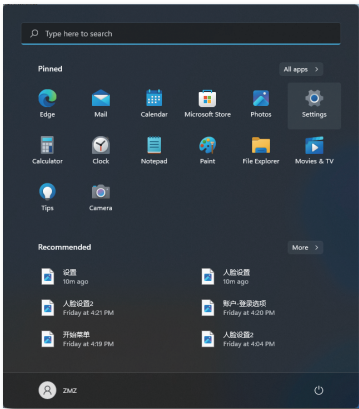 Type here to search
Pinned
All apps >
Edge
Mail
Calendar
Microsoft Store
Photos
Settings
Calculator
Clock
Notepad
Paint
File Explorer
Movies & TV
Tips
Camera
Recommended
More >
设置
10m ago
人脸设置
10m ago
人脸设置2
Friday at 4:21 PM
账户-登录选项
Friday at 4:20 PM
开始菜单
Friday at 4:19 PM
人脸设置2
Friday at 4:04 PM
ZMZ